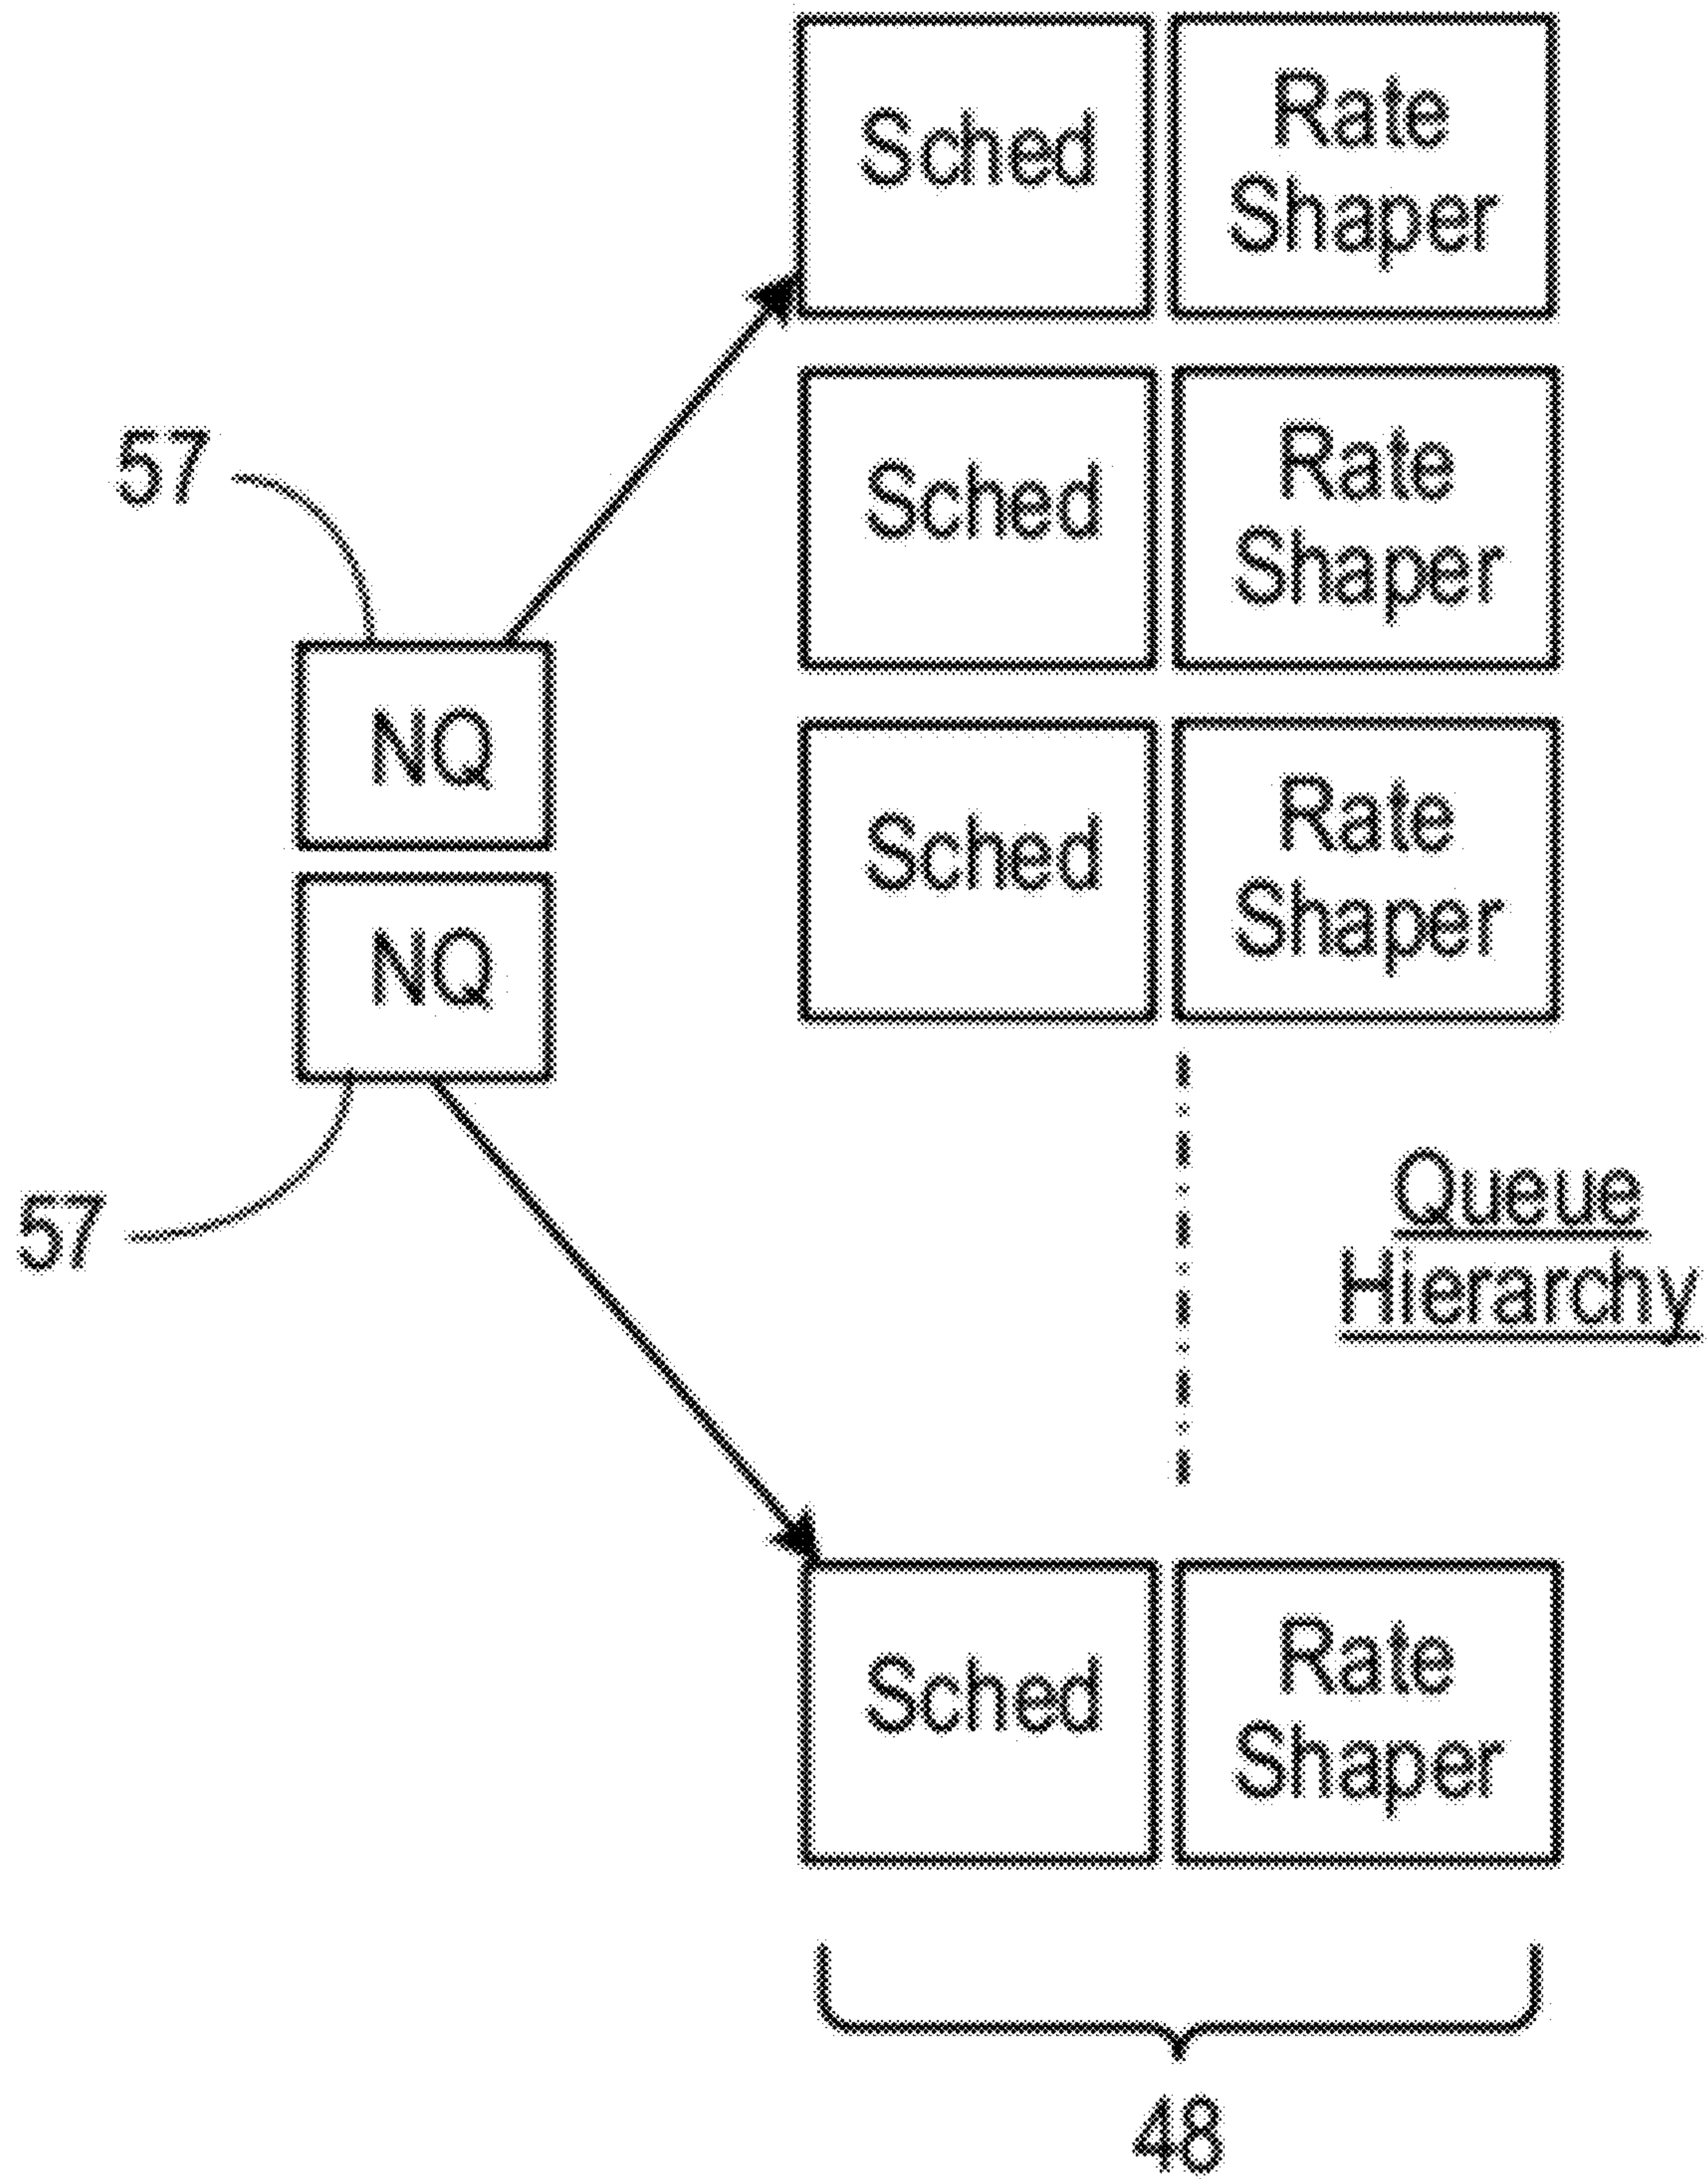 Sched
Rate
Shaper
57
Sched
Rate
Shaper
NQ
Sched
Rate
Shaper
NQ
57
Queue
Hierarchy
Sched
Rate
Shaper
48